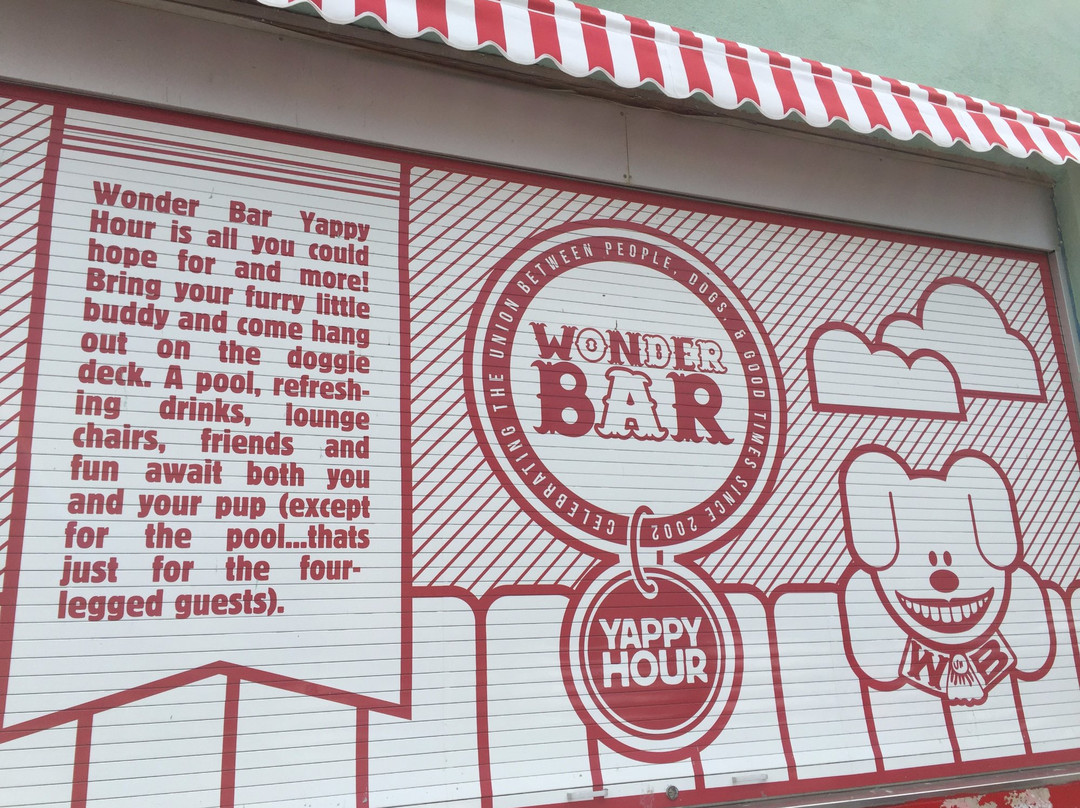 Wonder Bar Yappy
Hour is all you could
hope for and more!
Bring your furry little
buddy and come hang
out on the doggie
deck. A pool, refresh-
ing drinks, lounge
chairs, friends and
fun await both you
and your pup (except
for the pool...thats
just for the four-
legged guests).
CELEBRATING THE UNION BETWEEN PEOPLE, DOGS, & GOOD TIMES SINCE 2002
WONDER
BAR
YAPPY
HOUR
W B